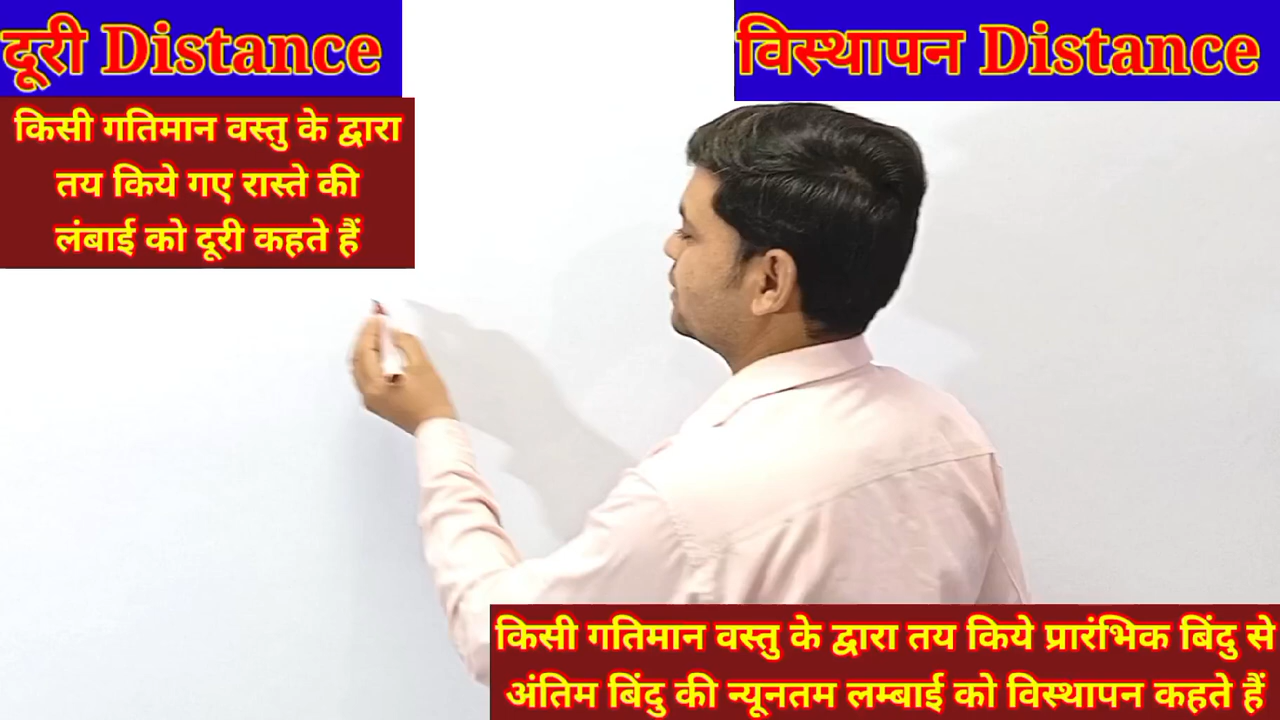 दूरी Distance
विस्थापन Distance
किसी गतिमान वस्तु के द्वारा
तय किये गए रास्ते की
लंबाई को दूरी कहते हैं
किसी गतिमान वस्तु के द्वारा तय किये प्रारंभिक बिंदु से
अंतिम बिंदु की न्यूनतम लम्बाई को विस्थापन कहते हैं